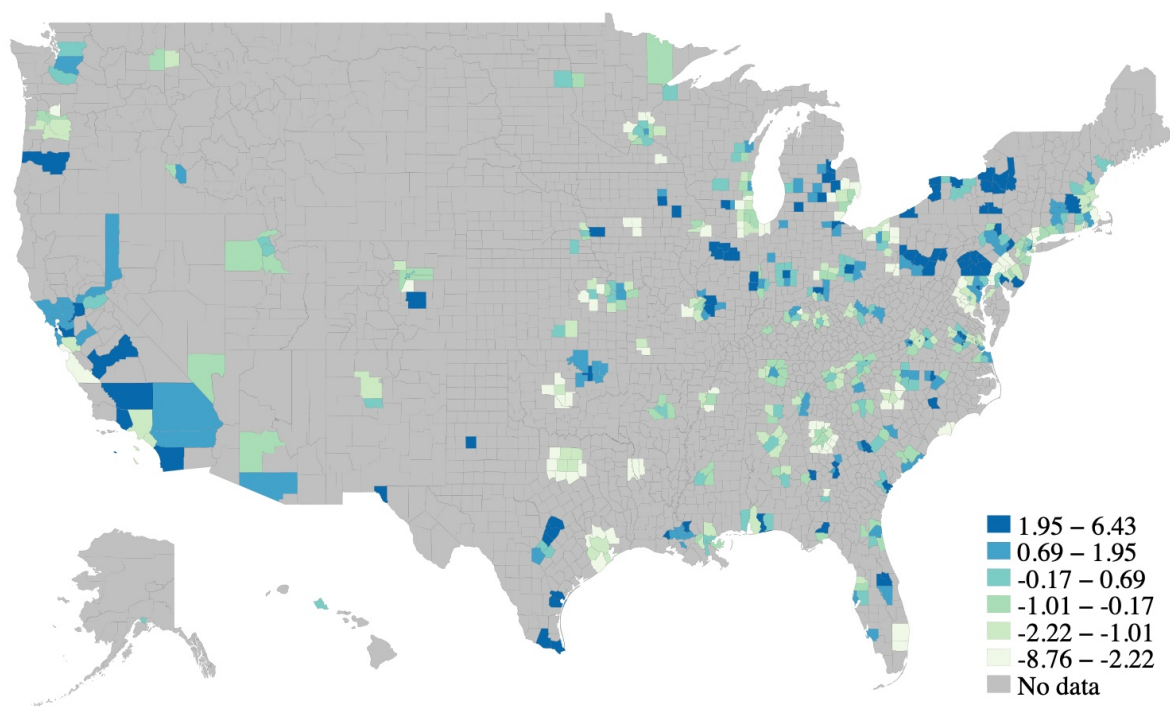 1.95 – 6.43
0.69 – 1.95
-0.17 – 0.69
-1.01 – -0.17
-2.22 – -1.01
-8.76 – -2.22
No data